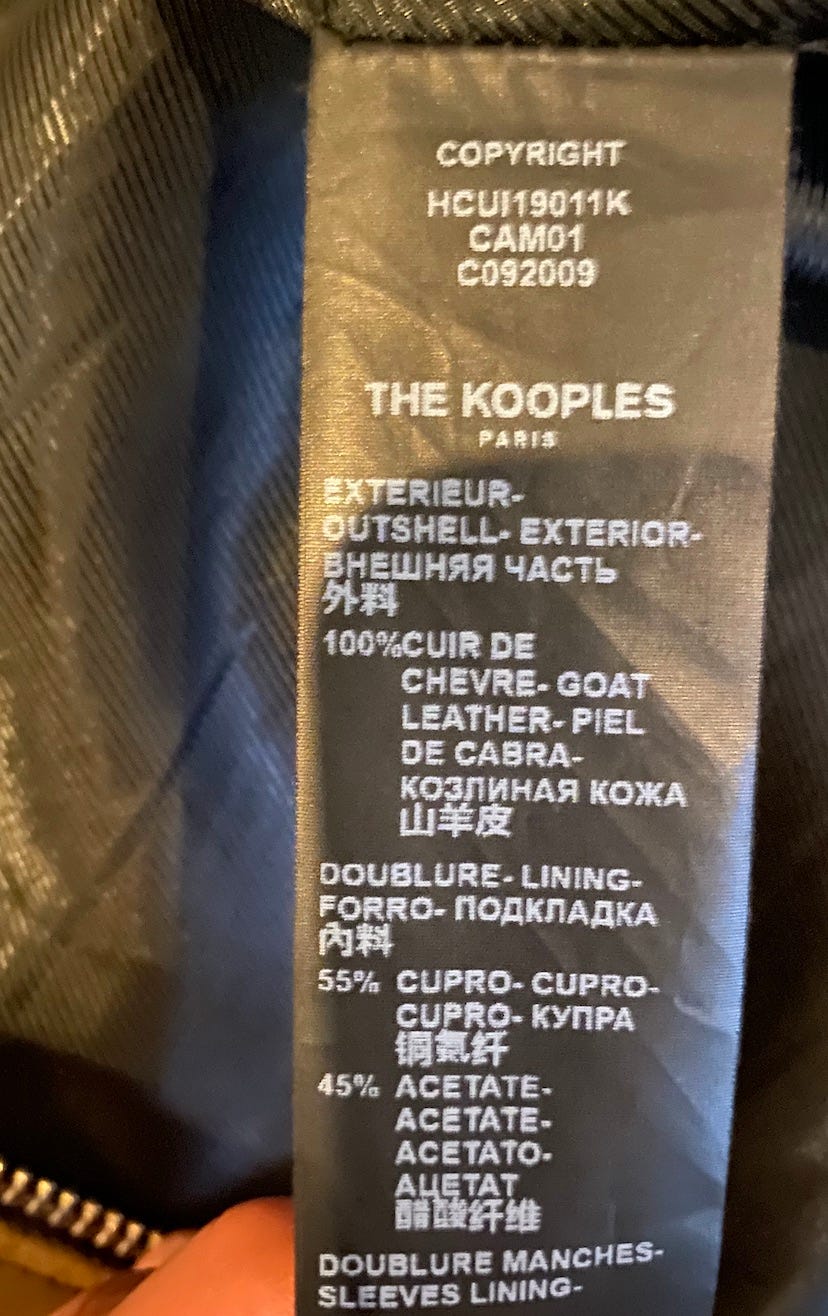 COPYRIGHT
HCUI19011K
CAM01
C092009
THE KOOPLES
PARIS
EXTERIEUR-
OUTSHELL- EXTERIOR-
ВНЕШНЯЯ ЧАСТЬ
外料
100%CUIR DE
CHEVRE- GOAT
LEATHER- PIEL
DE CABRA-
КОЗЛИНАЯ КОЖА
山羊皮
DOUBLURE- LINING-
FORRO- ПОДКЛАДКА
内料
55% CUPRO- CUPRO-
CUPRO- КУПРА
铜氨纤
45% ACETATE-
ACETATE-
ACETATO-
АЦЕТАТ
醋酸纤维
DOUBLURE MANCHES-
SLEEVES LINING-